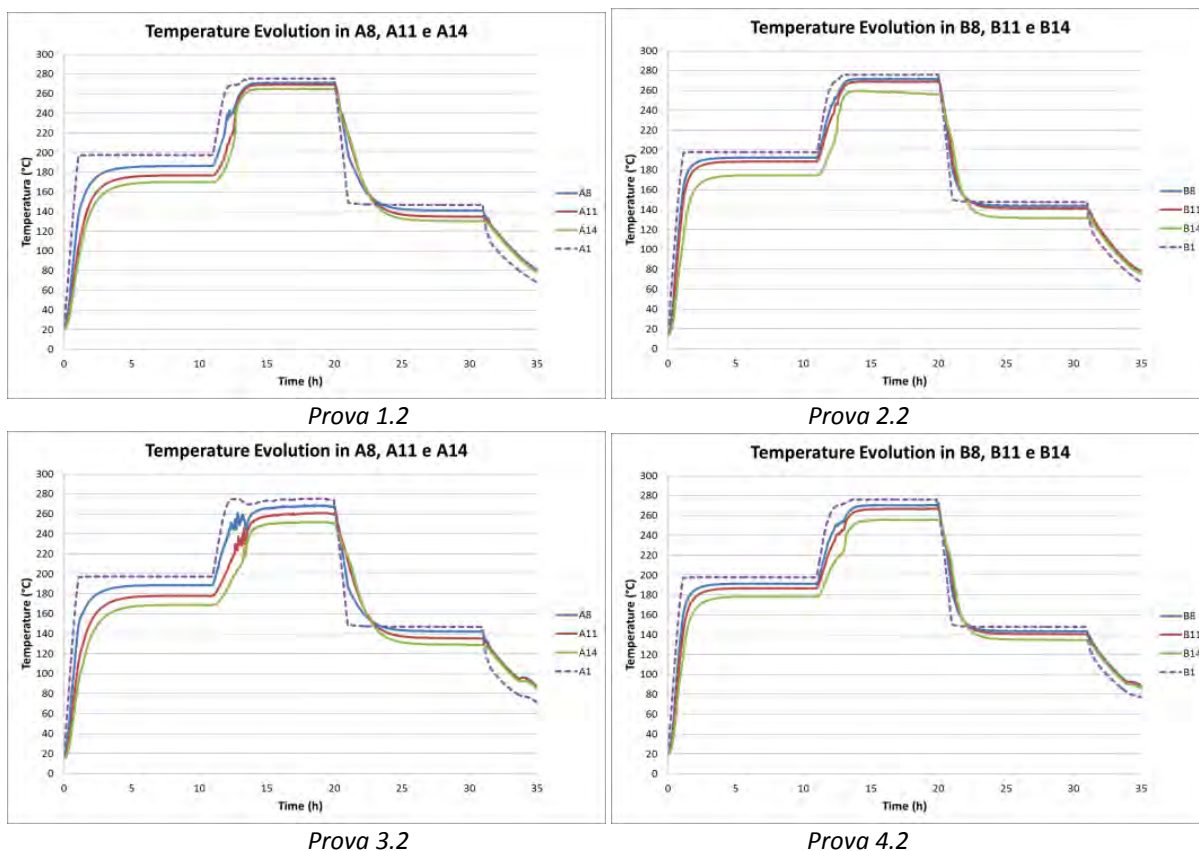 Temperature Evolution in A8, A11 e A14
300
280
260
240
220
200
180
160
140
120
100
80
60
40
20
0
Temperatura (°C)
0 5 10 15 20 25 30 35
Time (h)
A8
A11
A14
A1
Prova 1.2
Temperature Evolution in B8, B11 e B14
300
280
260
240
220
200
180
160
140
120
100
80
60
40
20
0
Temperature (°C)
0 5 10 15 20 25 30 35
Time (h)
B8
B11
B14
B1
Prova 2.2
Temperature Evolution in A8, A11 e A14
300
280
260
240
220
200
180
160
140
120
100
80
60
40
20
0
Temperature (°C)
0 5 10 15 20 25 30 35
Time (h)
A8
A11
A14
A1
Prova 3.2
Temperature Evolution in B8, B11 e B14
300
280
260
240
220
200
180
160
140
120
100
80
60
40
20
0
Temperature (°C)
0 5 10 15 20 25 30 35
Time (h)
B8
B11
B14
B1
Prova 4.2